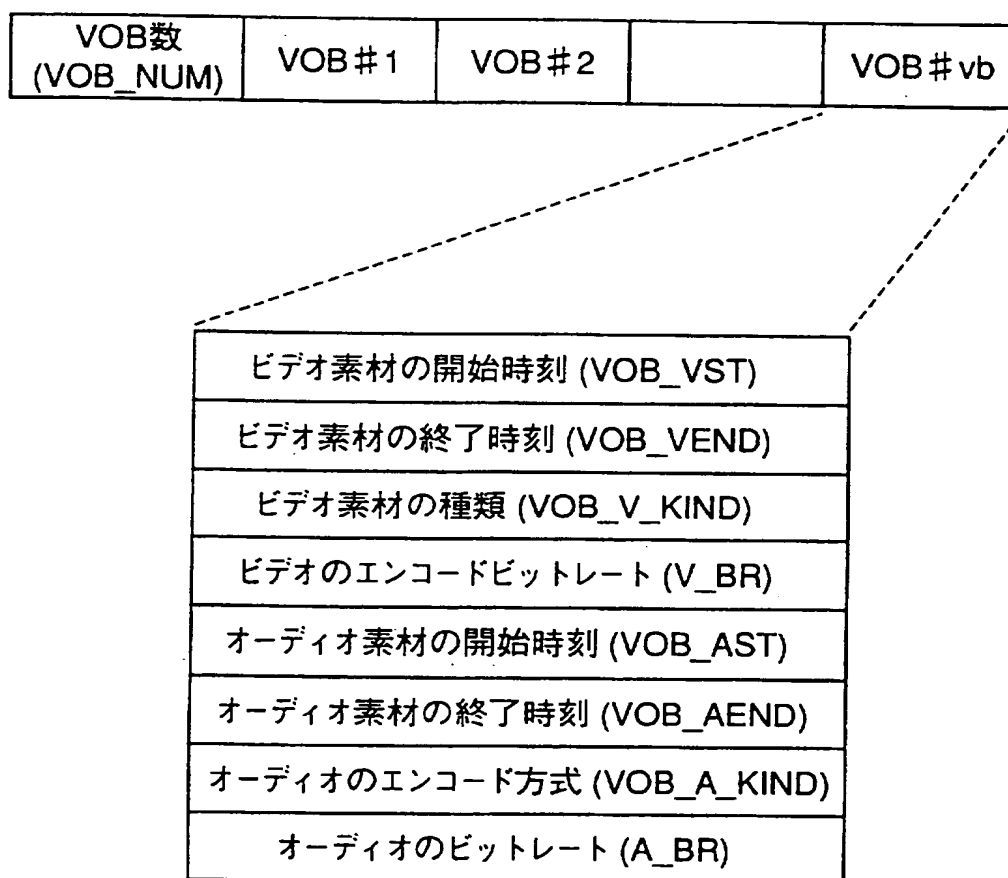 VOB数
(VOB_NUM)
VOB♯1
VOB♯2
VOB♯vb
ビデオ素材の開始時刻 (VOB_VST)
ビデオ素材の終了時刻 (VOB_VEND)
ビデオ素材の種類 (VOB_V_KIND)
ビデオのエンコードビットレート (V_BR)
オーディオ素材の開始時刻 (VOB_AST)
オーディオ素材の終了時刻 (VOB_AEND)
オーディオのエンコード方式 (VOB_A_KIND)
オーディオのビットレート (A_BR)